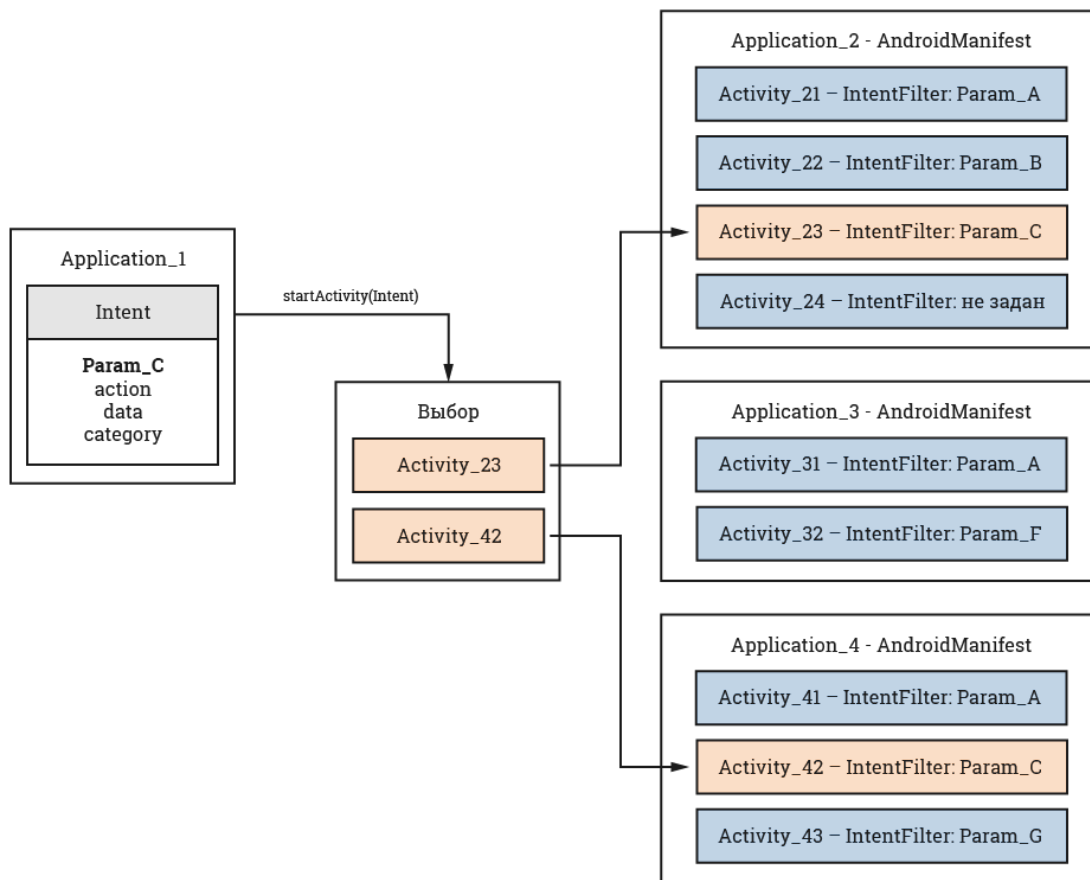 Application_1
Intent
Param_C
action
data
category
startActivity(Intent)
Выбор
Activity_23
Activity_42
Application_2 - AndroidManifest
Activity_21 – IntentFilter: Param_A
Activity_22 – IntentFilter: Param_B
Activity_23 – IntentFilter: Param_C
Activity_24 – IntentFilter: не задан
Application_3 - AndroidManifest
Activity_31 – IntentFilter: Param_A
Activity_32 – IntentFilter: Param_F
Application_4 - AndroidManifest
Activity_41 – IntentFilter: Param_A
Activity_42 – IntentFilter: Param_C
Activity_43 – IntentFilter: Param_G